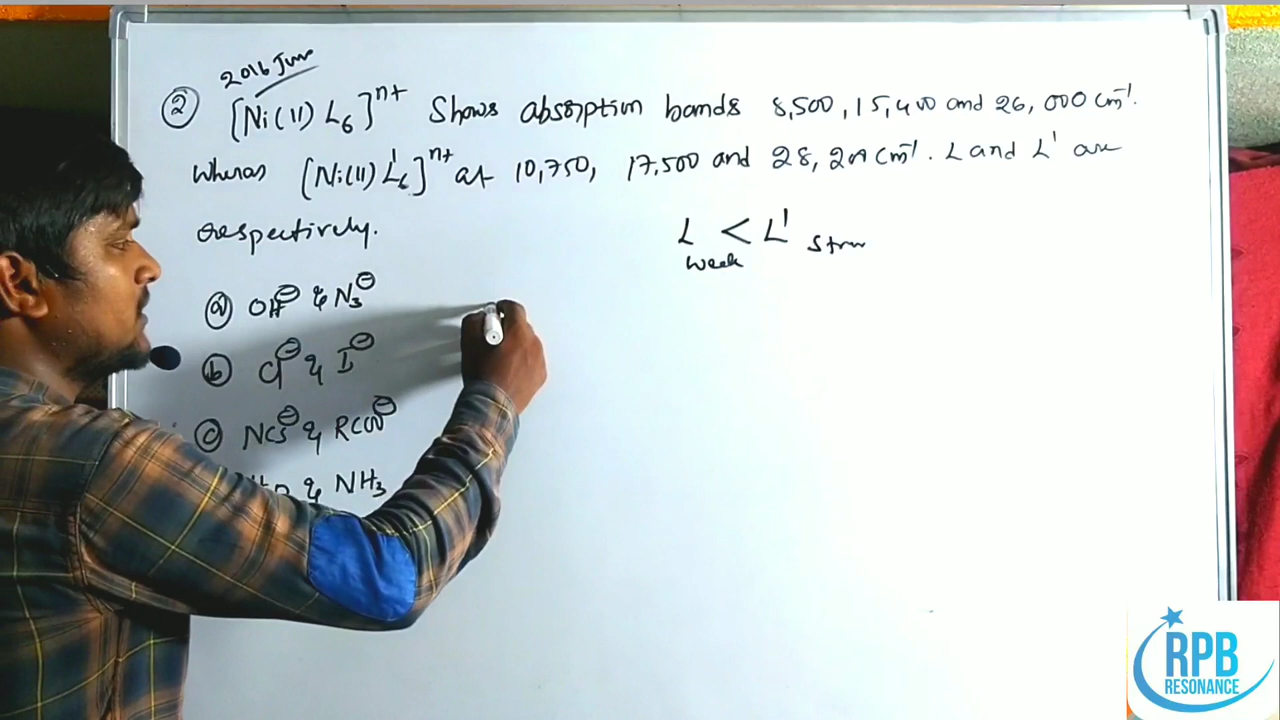 2016 June
② [Ni(II) L₆]ⁿ⁺ Shows absorption bands 8,500, 15,400 and 26,000 cm⁻¹.
Wheras [Ni(II) L'₆]ⁿ⁺ at 10,750, 17,500 and 28,200 cm⁻¹. L and L' are
respectively.
L < L'
week
ⓐ OH⊖ & N₃⊖
ⓑ Cl⊖ & I⊖
ⓒ NCS⊖ & RCOO⊖
& NH₃
RPB
RESONANCE